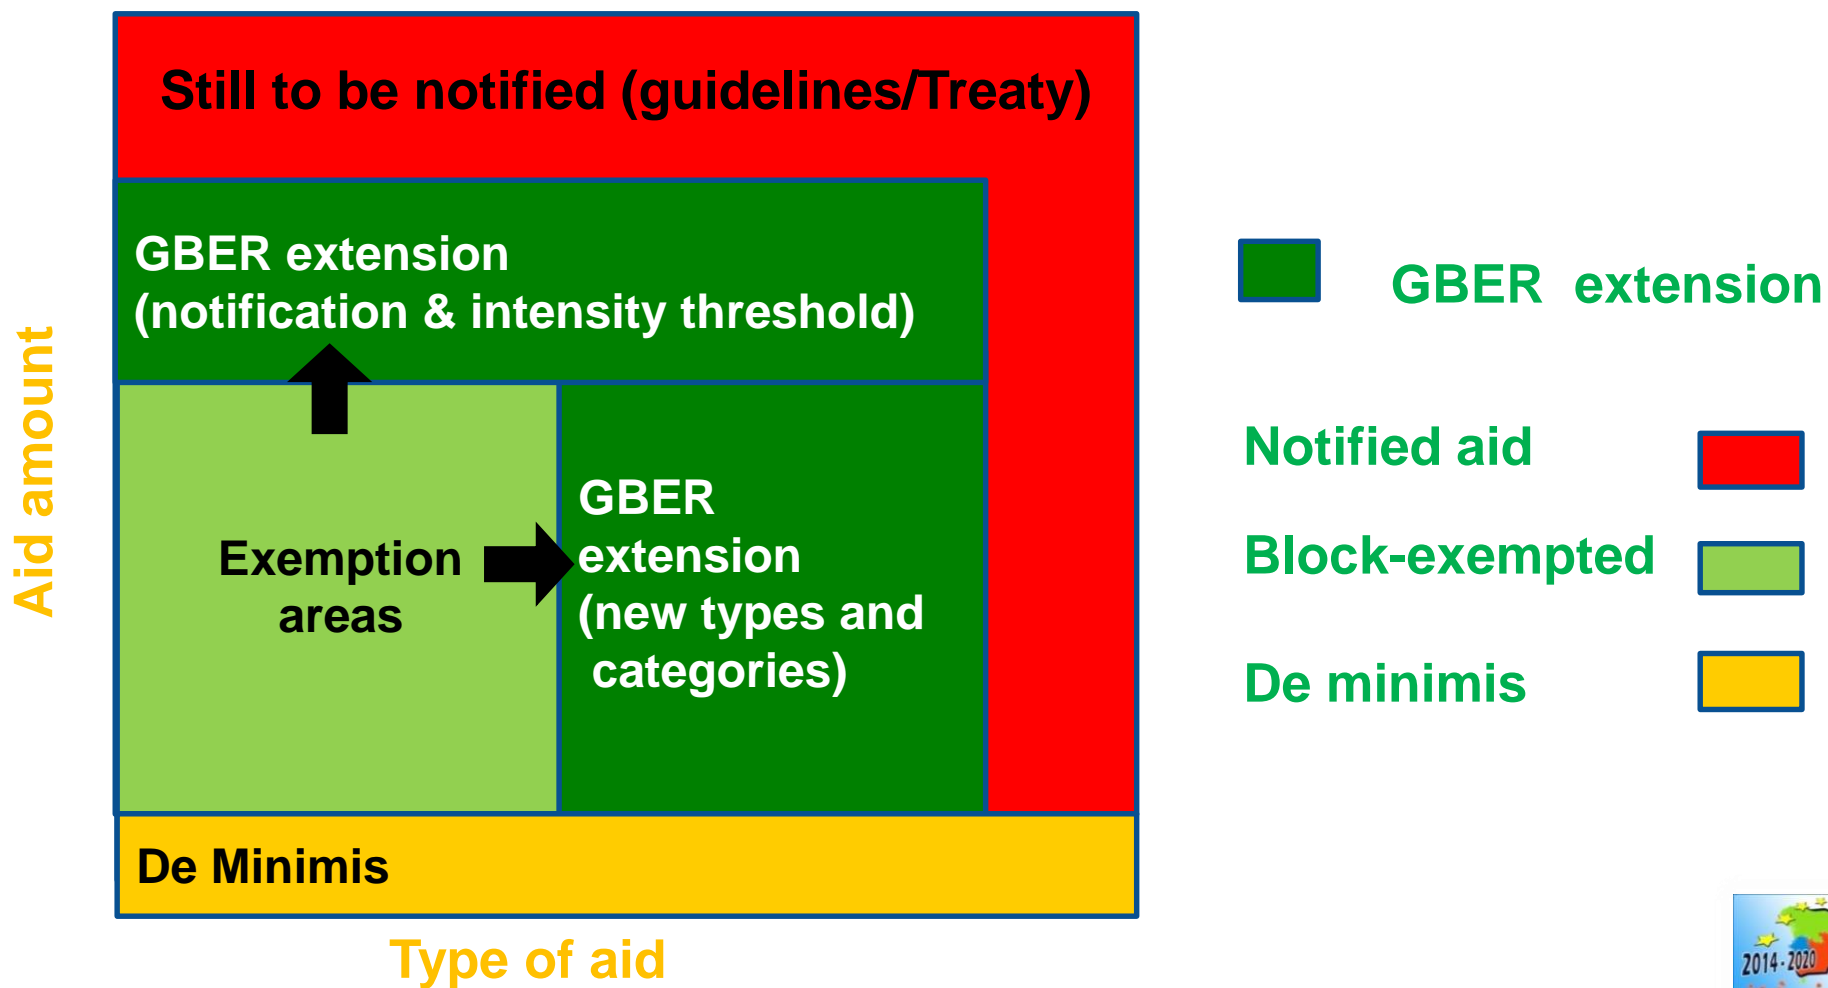 Still to be notified (guidelines/Treaty)
GBER extension
(notification & intensity threshold)
Exemption
areas
GBER
extension
(new types and
categories)
De Minimis
Aid amount
Type of aid
GBER extension
Notified aid
Block-exempted
De minimis
2014-2020